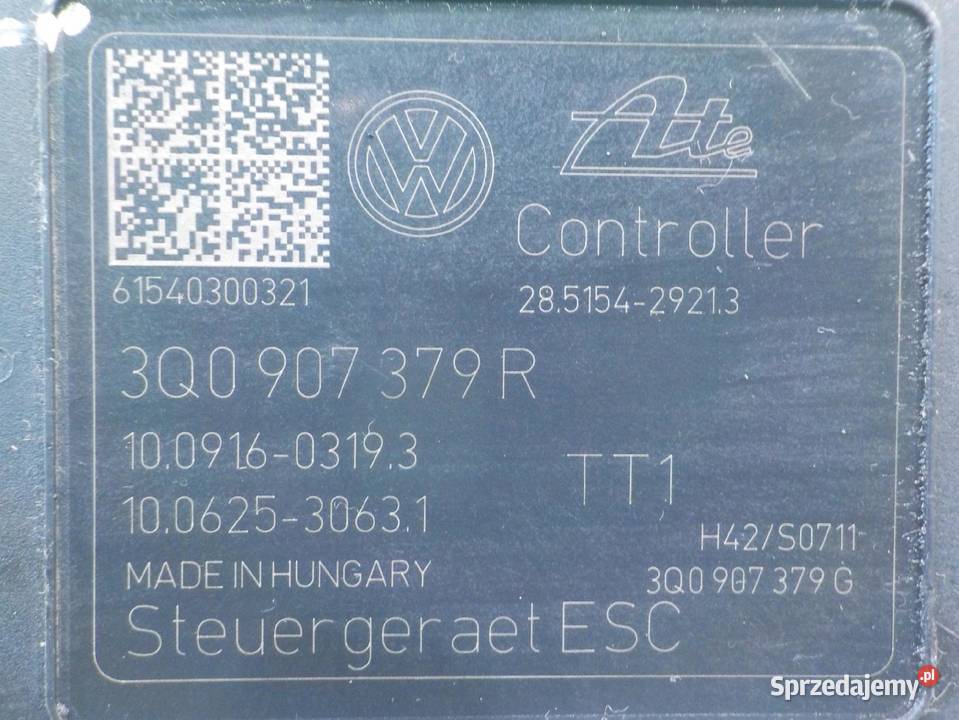 Ate
Controller
61540300321
28.5154-2921.3
3Q0 907 379 R
10.0916-0319.3
10.0625-3063.1
TT1
H42/S0711
MADE IN HUNGARY
3Q0 907 379 G
Steuergeraet ESC
Sprzedajemy.pl